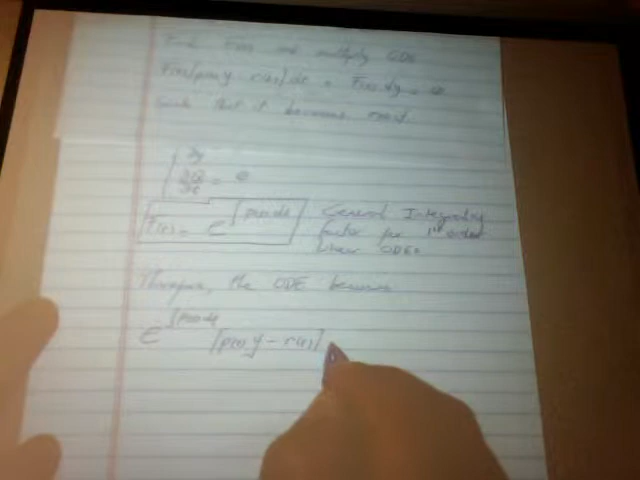 Find F(x) and multiply ODE
F(x)[p(x)y r(x)]dx + F(x)dy = 0
such that it becomes exact
∂y
∂Q/∂x = 0
F(x) = e^∫p(x)dx General Integrating
factor for 1st order
linear ODEs
Therefore, the ODE becomes
e^∫p(x)dx [p(x)y - r(x)]